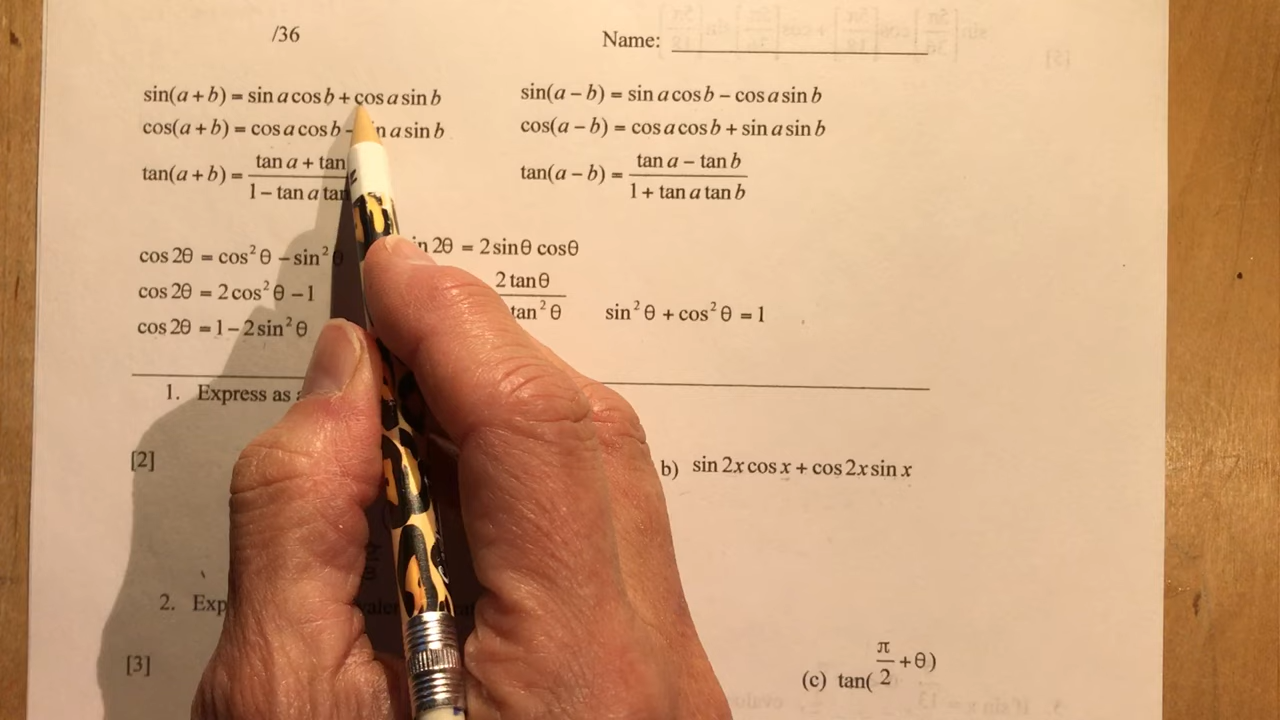 /36
Name:
sin(a + b) = sin a cos b + cos a sin b
sin(a − b) = sin a cos b − cos a sin b
cos(a + b) = cos a cos b − n a sin b
cos(a − b) = cos a cos b + sin a sin b
tan(a + b) = tan a + tan / 1 − tan a tan
tan(a − b) = tan a − tan b / 1 + tan a tan b
cos 2θ = cos² θ − sin² θ
in 2θ = 2 sin θ cos θ
cos 2θ = 2 cos² θ − 1
2 tan θ
tan² θ
sin² θ + cos² θ = 1
cos 2θ = 1 − 2 sin² θ
1. Express as
[2]
b) sin 2x cos x + cos 2x sin x
2. Exp
[3]
(c) tan( π/2 + θ)